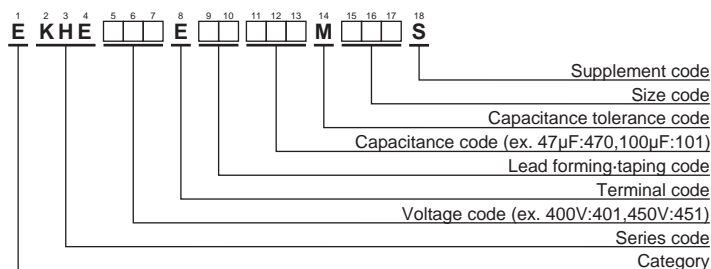 1 2 3 4 5 6 7 8 9 10 11 12 13 14 15 16 17 18
E KHE E M S
Supplement code
Size code
Capacitance tolerance code
Capacitance code (ex. 47μF:470,100μF:101)
Lead forming·taping code
Terminal code
Voltage code (ex. 400V:401,450V:451)
Series code
Category